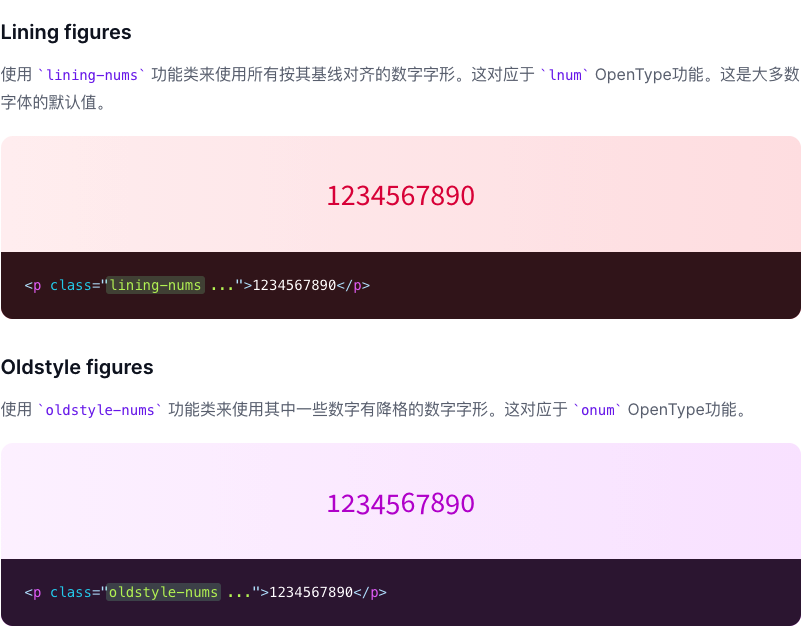 Lining figures
使用 `lining-nums` 功能类来使用所有按其基线对齐的数字字形。这对应于 `lnum` OpenType功能。这是大多数
字体的默认值。
1234567890
<p class="lining-nums ...">1234567890</p>
Oldstyle figures
使用 `oldstyle-nums` 功能类来使用其中一些数字有降格的数字字形。这对应于 `onum` OpenType功能。
1234567890
<p class="oldstyle-nums ...">1234567890</p>